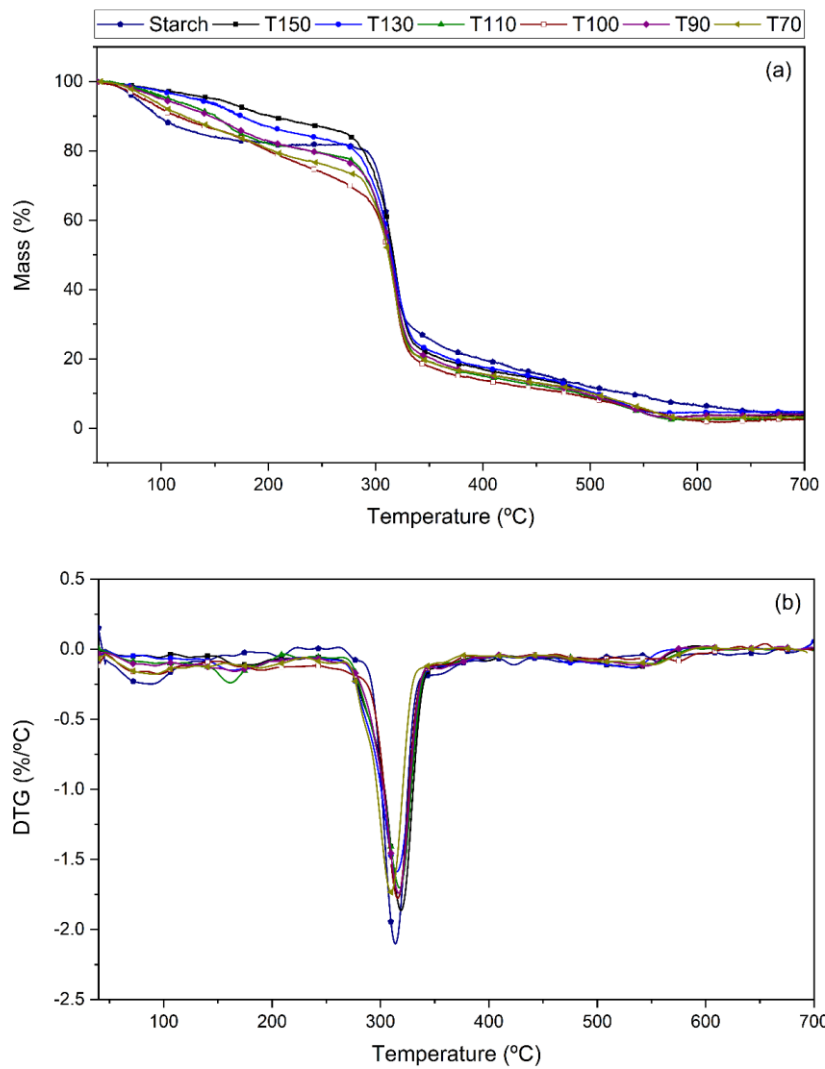 Starch T150 T130 T110 T100 T90 T70
(a)
100
80
60
40
20
0
Mass (%)
100 200 300 400 500 600 700
Temperature (ºC)
(b)
0.5
0.0
-0.5
-1.0
-1.5
-2.0
-2.5
DTG (%/ºC)
100 200 300 400 500 600 700
Temperature (ºC)